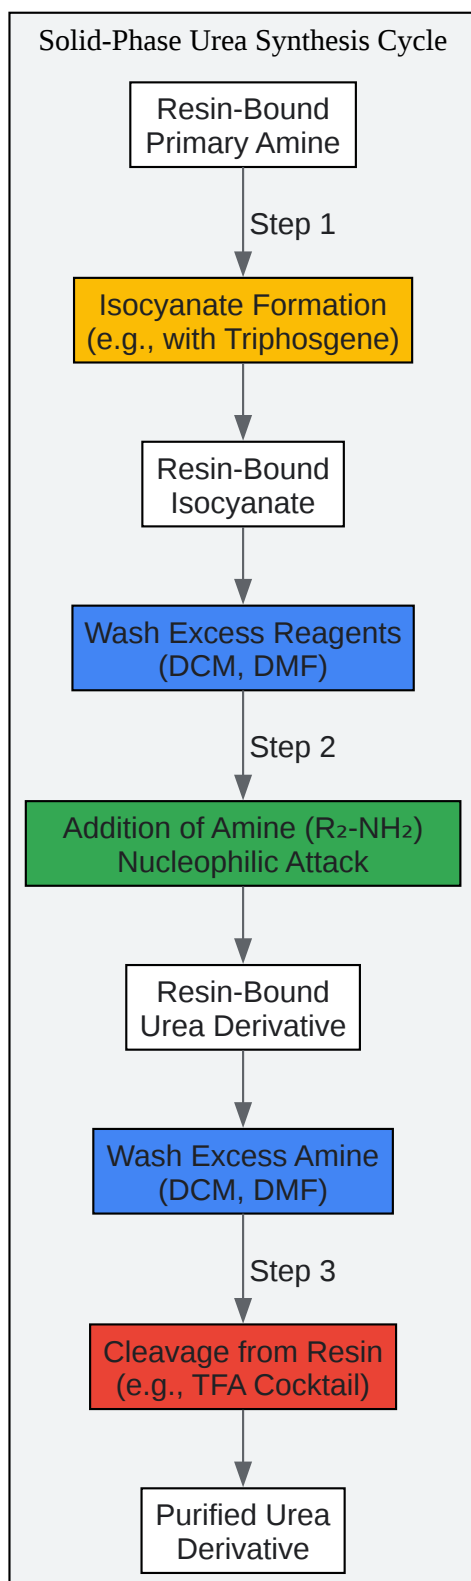 Solid-Phase Urea Synthesis Cycle
Resin-Bound
Primary Amine
Step 1
Isocyanate Formation
(e.g., with Triphosgene)
Resin-Bound
Isocyanate
Wash Excess Reagents
(DCM, DMF)
Step 2
Addition of Amine (R₂-NH₂)
Nucleophilic Attack
Resin-Bound
Urea Derivative
Wash Excess Amine
(DCM, DMF)
Step 3
Cleavage from Resin
(e.g., TFA Cocktail)
Purified Urea
Derivative